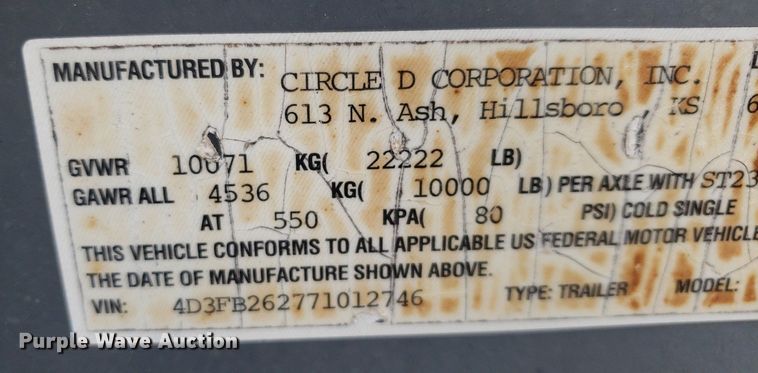 MANUFACTURED BY: CIRCLE D CORPORATION, INC.
613 N. Ash, Hillsboro , KS 6
GVWR 10071 KG( 22222 LB)
GAWR ALL 4536 KG( 10000 LB) PER AXLE WITH ST23
AT 550 KPA( 80 PSI) COLD SINGLE
THIS VEHICLE CONFORMS TO ALL APPLICABLE US FEDERAL MOTOR VEHICLE
THE DATE OF MANUFACTURE SHOWN ABOVE.
VIN: 4D3FB262771012746 TYPE: TRAILER MODEL:
Purple Wave Auction